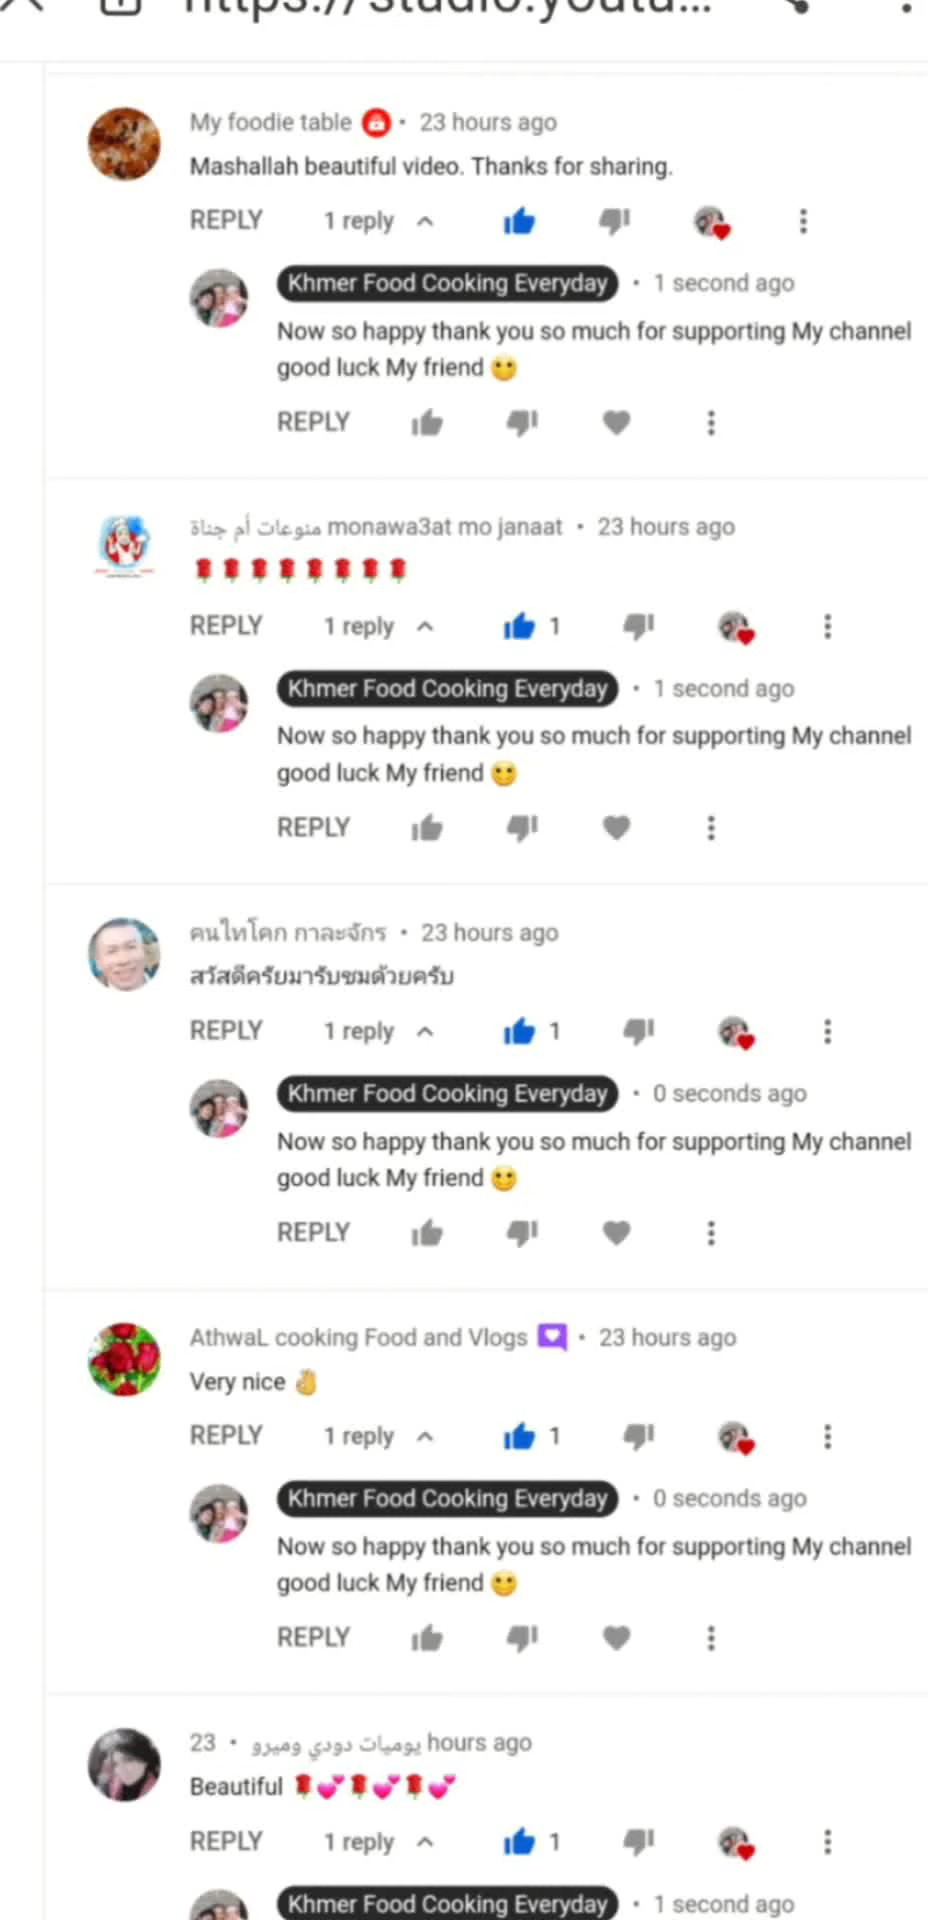 My foodie table • 23 hours ago
Mashallah beautiful video. Thanks for sharing.
REPLY 1 reply
Khmer Food Cooking Everyday • 1 second ago
Now so happy thank you so much for supporting My channel
good luck My friend 🙂
REPLY
منوعات أم جناة monawa3at mo janaat • 23 hours ago
🌹🌹🌹🌹🌹🌹🌹🌹
REPLY 1 reply 1
Khmer Food Cooking Everyday • 1 second ago
Now so happy thank you so much for supporting My channel
good luck My friend 🙂
REPLY
คนไทโคก กาละจักร • 23 hours ago
สวัสดีครัยมารับชมด้วยครับ
REPLY 1 reply 1
Khmer Food Cooking Everyday • 0 seconds ago
Now so happy thank you so much for supporting My channel
good luck My friend 🙂
REPLY
AthwaL cooking Food and Vlogs • 23 hours ago
Very nice 👌
REPLY 1 reply 1
Khmer Food Cooking Everyday • 0 seconds ago
Now so happy thank you so much for supporting My channel
good luck My friend 🙂
REPLY
23 • يوميات دودي وميرو hours ago
Beautiful 🌹💕🌹💕🌹💕
REPLY 1 reply 1
Khmer Food Cooking Everyday • 1 second ago